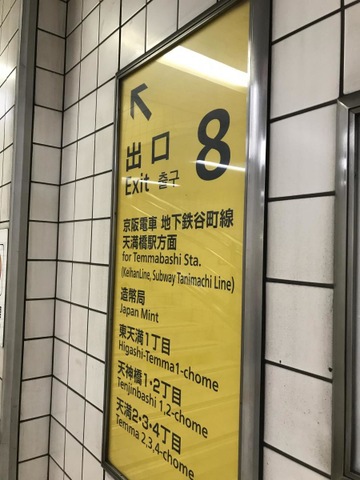 出口 8
Exit 출구
京阪電車 地下鉄谷町線
天満橋駅方面
for Temmabashi Sta.
(KeihanLine, Subway Tanimachi Line)
造幣局
Japan Mint
東天満1丁目
Higashi-Temma1-chome
天神橋1・2丁目
Tenjinbashi 1,2-chome
天満2・3・4丁目
Temma 2,3,4-chome